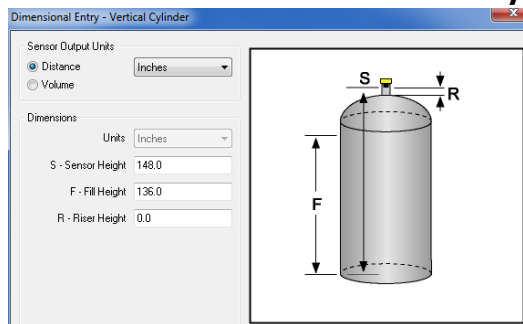 Dimensional Entry - Vertical Cylinder
Sensor Output Units
Distance
Inches
Volume
Dimensions
Units
Inches
S - Sensor Height
148.0
F - Fill Height
136.0
R - Riser Height
0.0
S
R
F